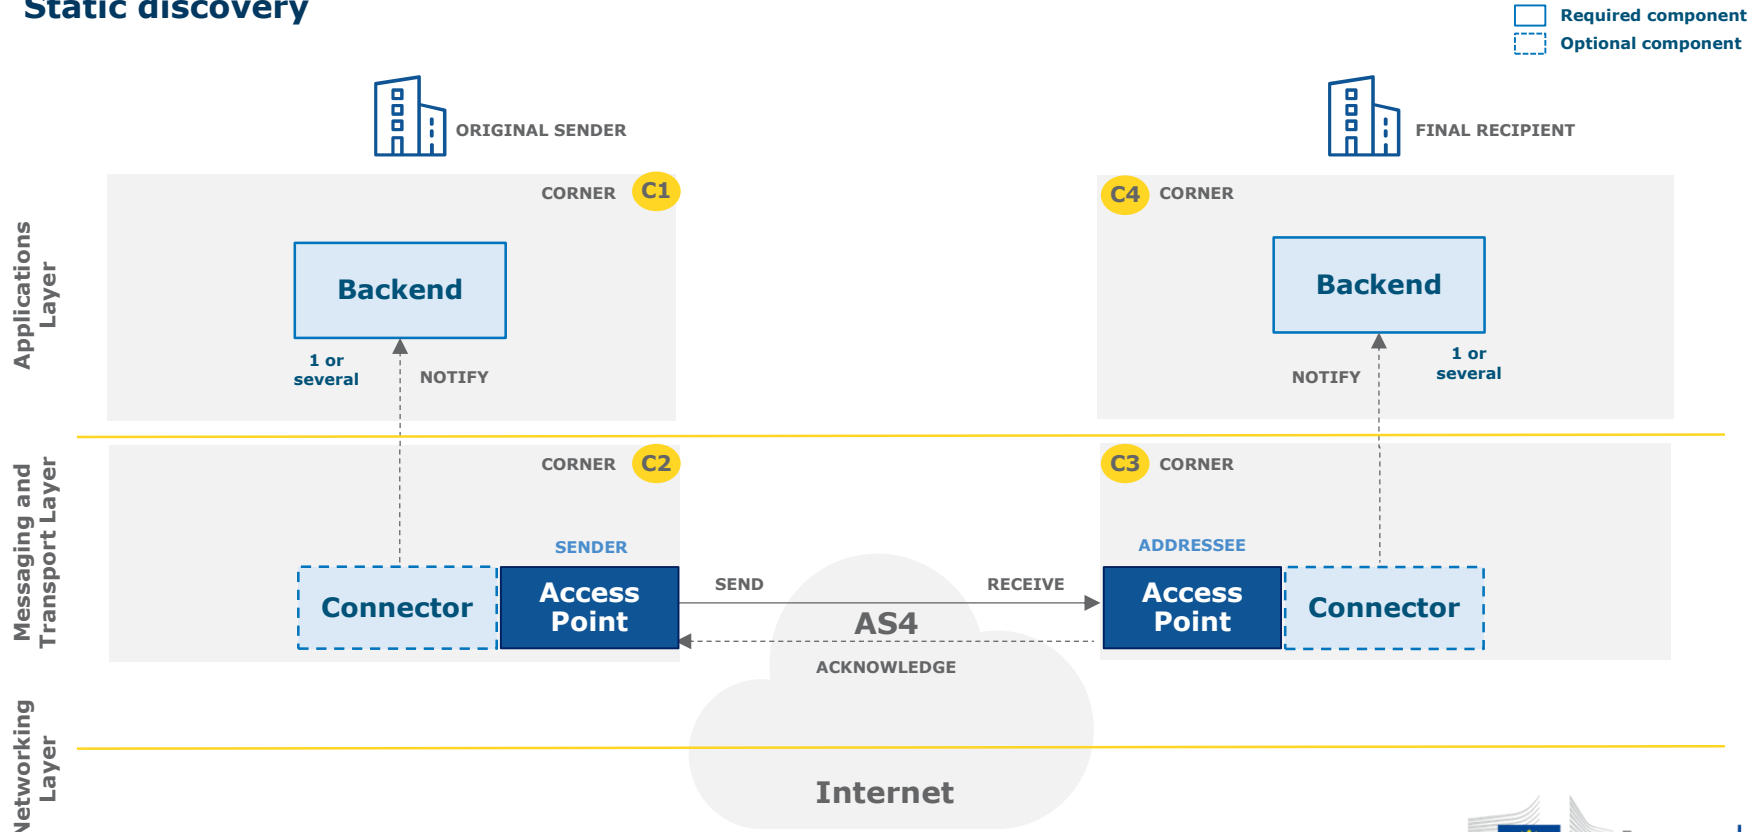 Static discovery
Required component
Optional component
ORIGINAL SENDER
FINAL RECIPIENT
CORNER C1
C4 CORNER
Applications
Layer
Backend
Backend
1 or
several
NOTIFY
NOTIFY
1 or
several
CORNER C2
C3 CORNER
Messaging and
Transport Layer
SENDER
ADDRESSEE
Connector
Access
Point
SEND
RECEIVE
AS4
ACKNOWLEDGE
Access
Point
Connector
Networking
Layer
Internet